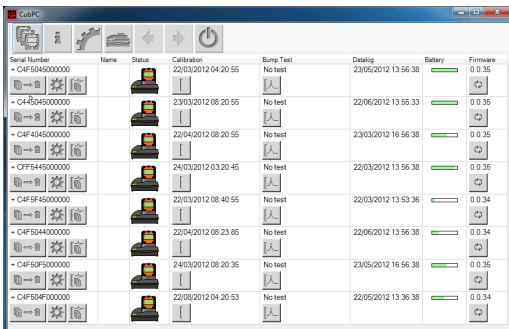 CubPC
Serial Number Name Status Calibration Bump Test Datalog Battery Firmware
+ C4F5045000000 22/03/2012 04:20:55 No test 23/05/2012 13:56:38 0.0.35
+ C445045000000 23/03/2012 08:20:55 No test 22/06/2012 13:55:33 0.0.35
+ C4F4045000000 22/04/2012 08:20:55 No test 23/03/2012 16:56:38 0.0.35
+ CFF5445000000 24/03/2012 03:20:45 No test 22/03/2012 13:56:38 0.0.35
+ C4F5F45000000 22/03/2012 08:40:55 No test 22/03/2012 13:53:36 0.0.34
+ C4F5044000000 22/04/2012 08:23:85 No test 22/06/2012 13:56:38 0.0.34
+ C4F50F5000000 24/03/2012 08:20:35 No test 23/05/2012 16:56:38 0.0.35
+ C4F504F000000 22/08/2012 04:20:53 No test 22/05/2012 13:36:38 0.0.34